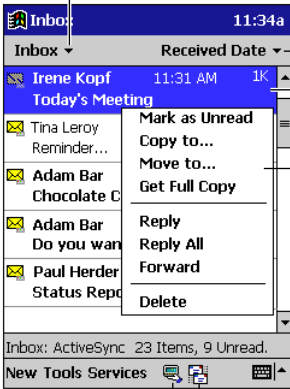 Inbox 11:34a
Inbox Received Date
Irene Kopf 11:31 AM 1K
Today's Meeting
Tina Leroy
Reminder...
Adam Bar
Chocolate C
Adam Bar
Do you wan
Paul Herder
Status Repo
Mark as Unread
Copy to...
Move to...
Get Full Copy
Reply
Reply All
Forward
Delete
Inbox: ActiveSync 23 Items, 9 Unread.
New Tools Services